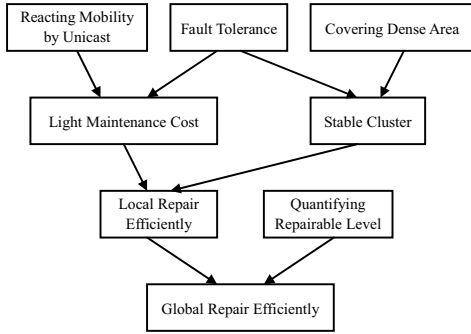 Reacting Mobility
by Unicast
Fault Tolerance
Covering Dense Area
Light Maintenance Cost
Stable Cluster
Local Repair
Efficiently
Quantifying
Repairable Level
Global Repair Efficiently